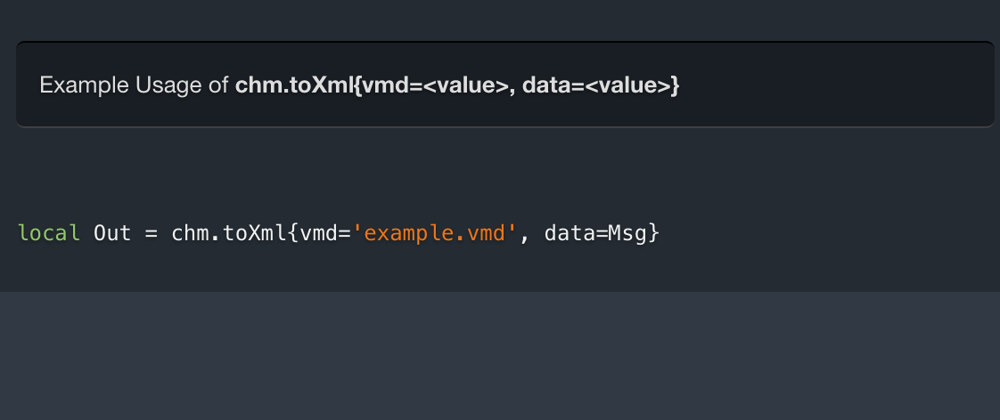 Example Usage of chm.toXml{vmd=<value>, data=<value>}
local Out = chm.toXml{vmd='example.vmd', data=Msg}